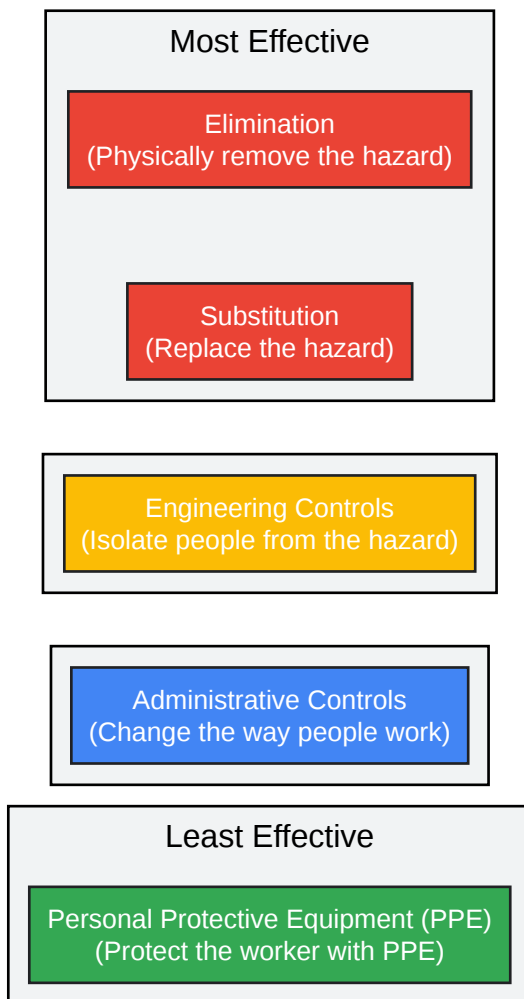 Most Effective
Elimination
(Physically remove the hazard)
Substitution
(Replace the hazard)
Engineering Controls
(Isolate people from the hazard)
Administrative Controls
(Change the way people work)
Least Effective
Personal Protective Equipment (PPE)
(Protect the worker with PPE)